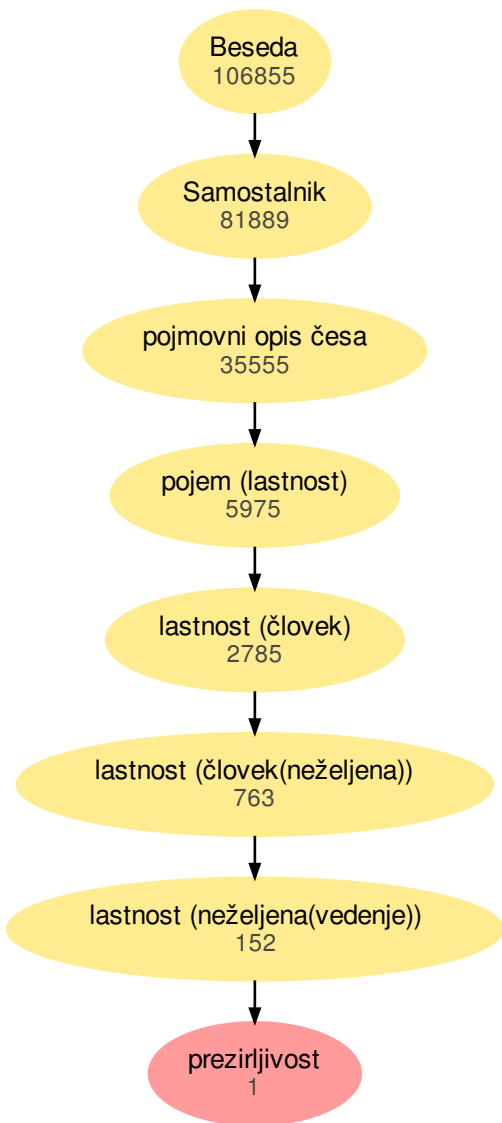 Beseda
106855
Samostalnik
81889
pojmovni opis česa
35555
pojem (lastnost)
5975
lastnost (človek)
2785
lastnost (človek(neželjena))
763
lastnost (neželjena(vedenje))
152
prezirljivost
1